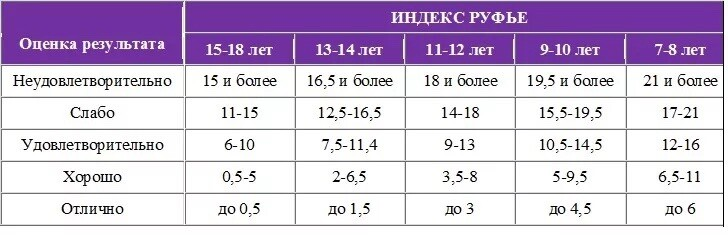 Оценка результата ИНДЕКС РУФЬЕ
15-18 лет 13-14 лет 11-12 лет 9-10 лет 7-8 лет
Неудовлетворительно 15 и более 16,5 и более 18 и более 19,5 и более 21 и более
Слабо 11-15 12,5-16,5 14-18 15,5-19,5 17-21
Удовлетворительно 6-10 7,5-11,4 9-13 10,5-14,5 12-16
Хорошо 0,5-5 2-6,5 3,5-8 5-9,5 6,5-11
Отлично до 0,5 до 1,5 до 3 до 4,5 до 6